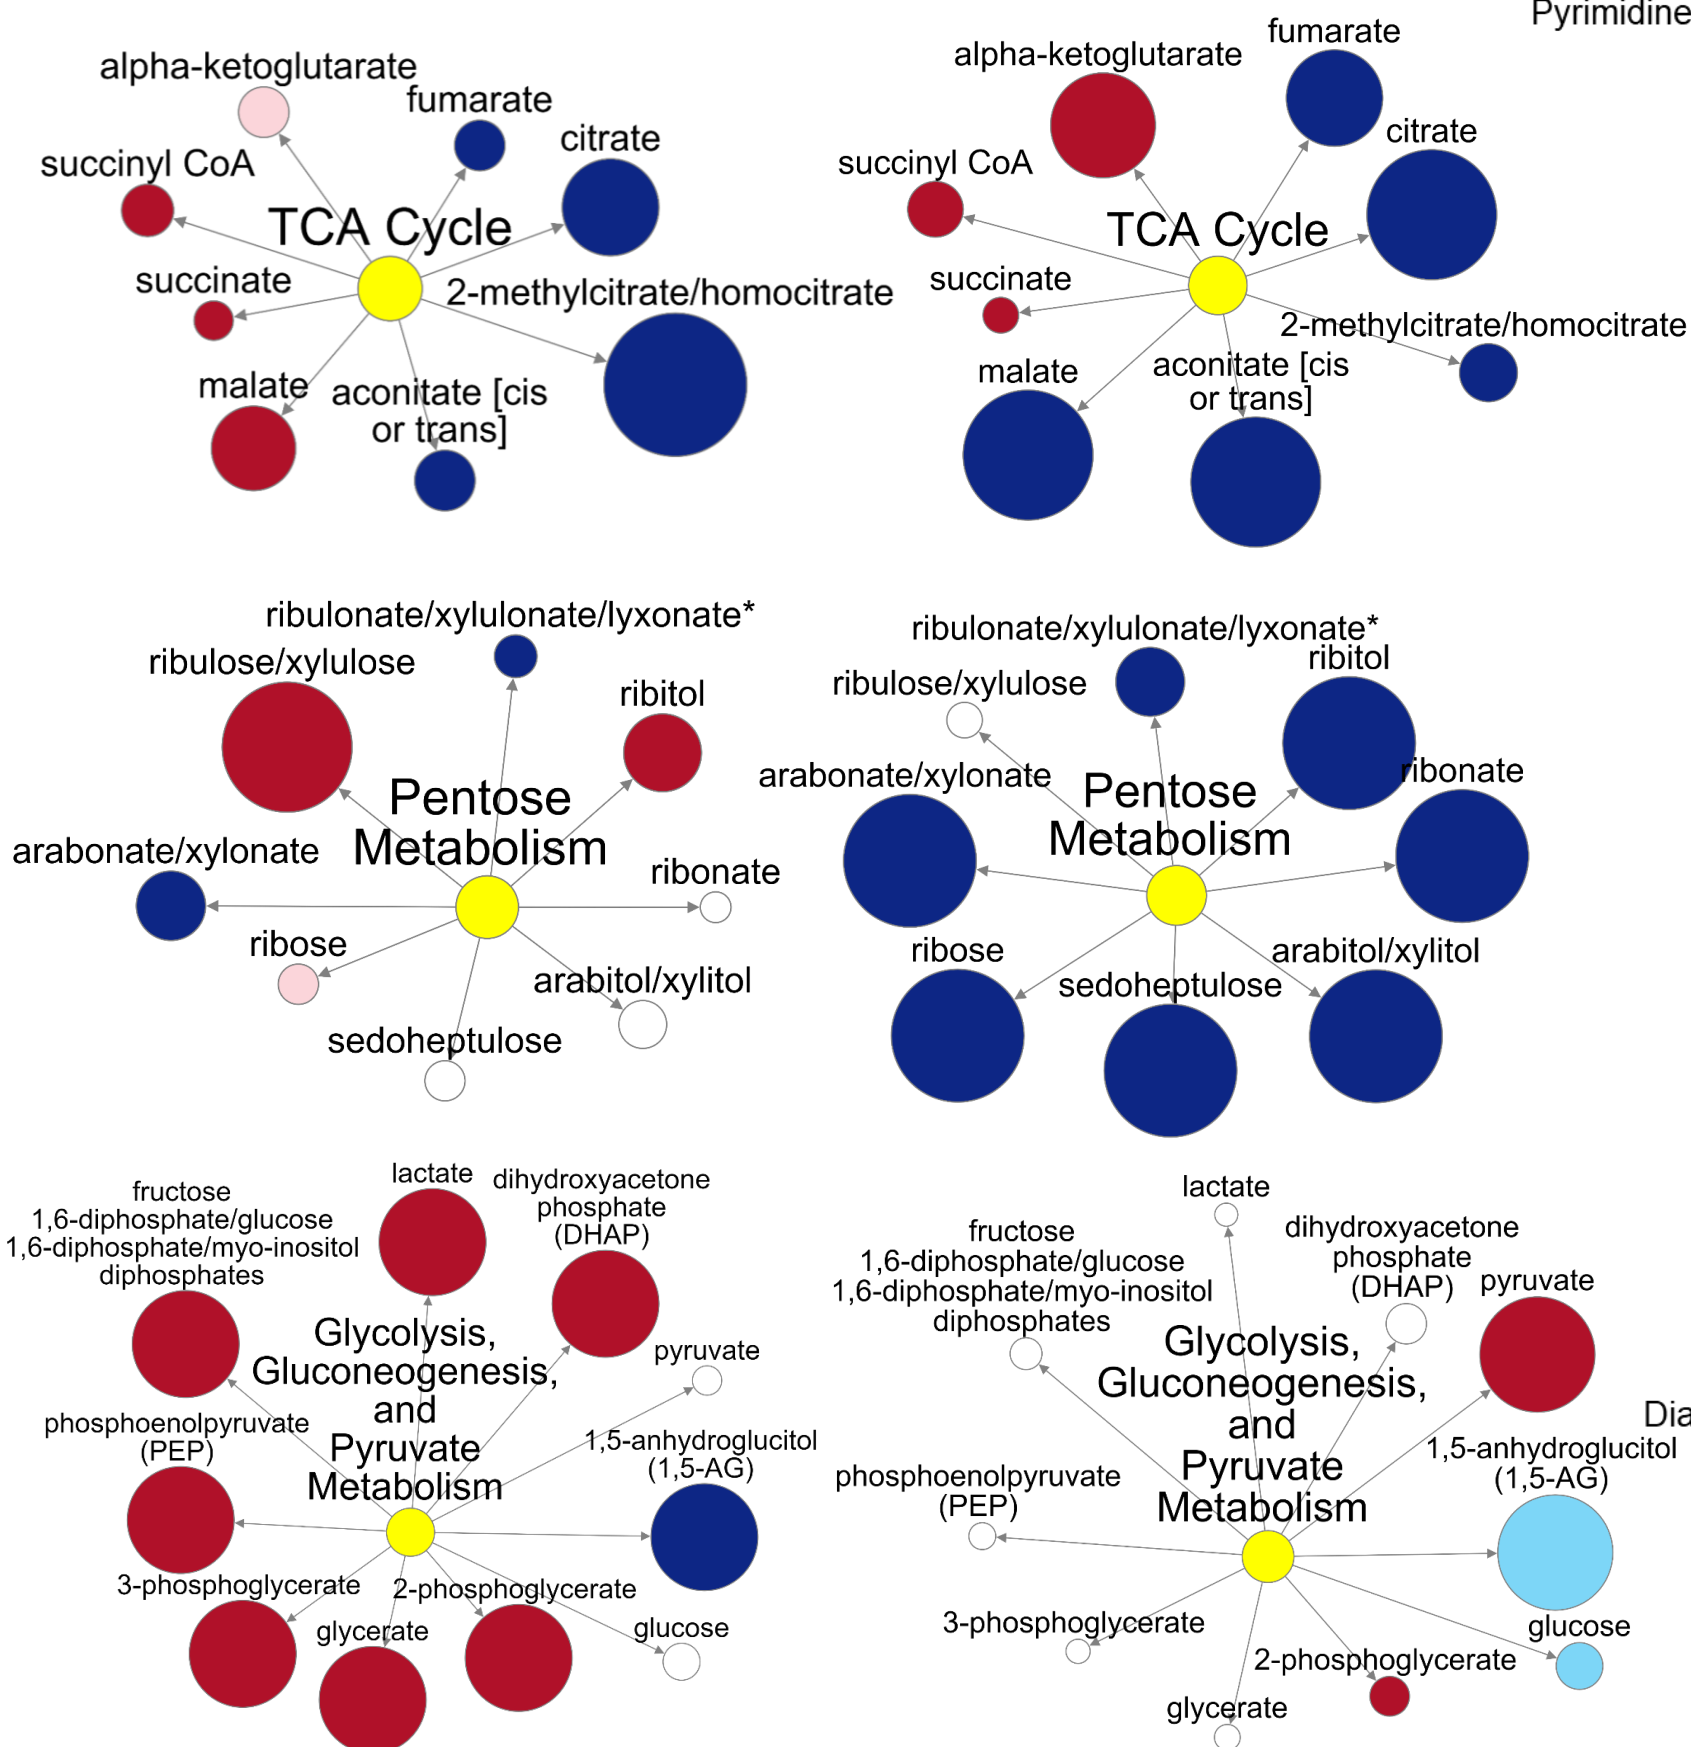 Pyrimidine
alpha-ketoglutarate
fumarate
citrate
succinyl CoA
TCA Cycle
succinate
2-methylcitrate/homocitrate
malate
aconitate [cis
or trans]
fumarate
alpha-ketoglutarate
citrate
succinyl CoA
TCA Cycle
succinate
2-methylcitrate/homocitrate
malate
aconitate [cis
or trans]
ribulonate/xylulonate/lyxonate*
ribulose/xylulose
ribitol
Pentose
Metabolism
arabonate/xylonate
ribonate
ribose
arabitol/xylitol
sedoheptulose
ribulonate/xylulonate/lyxonate*
ribitol
ribulose/xylulose
arabonate/xylonate
ribonate
Pentose
Metabolism
ribose
arabitol/xylitol
sedoheptulose
lactate
dihydroxyacetone
phosphate
(DHAP)
fructose
1,6-diphosphate/glucose
1,6-diphosphate/myo-inositol
diphosphates
Glycolysis,
Gluconeogenesis,
and
Pyruvate
Metabolism
pyruvate
phosphoenolpyruvate
(PEP)
1,5-anhydroglucitol
(1,5-AG)
3-phosphoglycerate
2-phosphoglycerate
glycerate
glucose
lactate
fructose
1,6-diphosphate/glucose
1,6-diphosphate/myo-inositol
diphosphates
dihydroxyacetone
phosphate
(DHAP)
pyruvate
Glycolysis,
Gluconeogenesis,
and
Pyruvate
Metabolism
Dia
1,5-anhydroglucitol
(1,5-AG)
phosphoenolpyruvate
(PEP)
3-phosphoglycerate
glucose
2-phosphoglycerate
glycerate